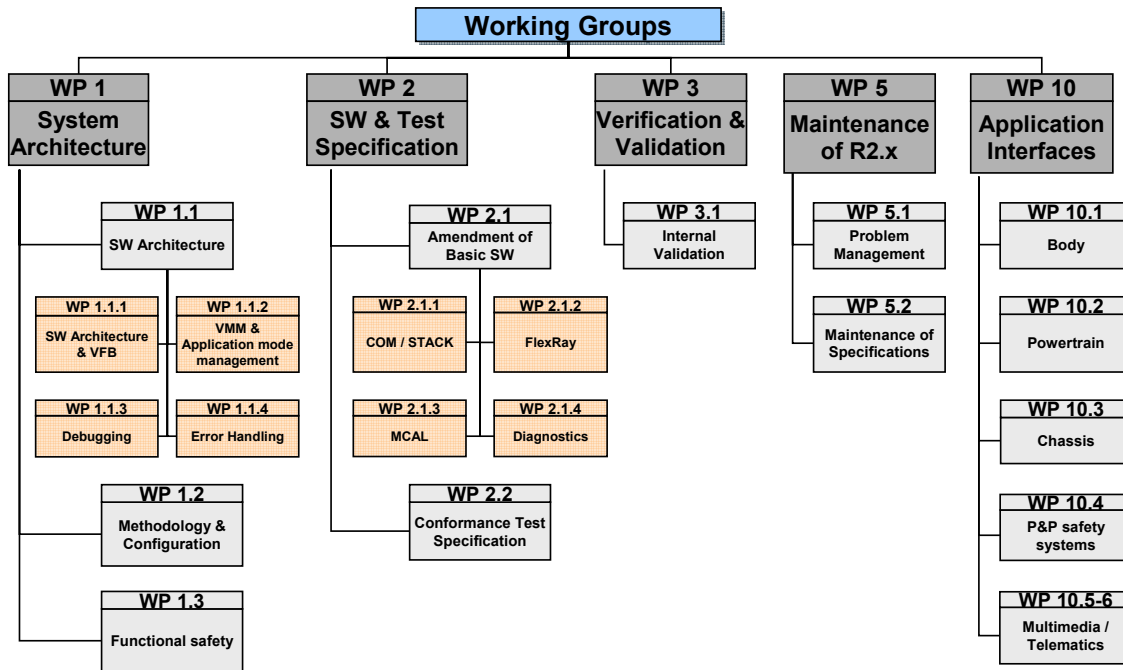 Working Groups
WP 1
System
Architecture
WP 1.1
SW Architecture
WP 1.1.1
SW Architecture
& VFB
WP 1.1.2
VMM &
Application mode
management
WP 1.1.3
Debugging
WP 1.1.4
Error Handling
WP 1.2
Methodology &
Configuration
WP 1.3
Functional safety
WP 2
SW & Test
Specification
WP 2.1
Amendment of
Basic SW
WP 2.1.1
COM / STACK
WP 2.1.2
FlexRay
WP 2.1.3
MCAL
WP 2.1.4
Diagnostics
WP 2.2
Conformance Test
Specification
WP 3
Verification &
Validation
WP 3.1
Internal
Validation
WP 5
Maintenance
of R2.x
WP 5.1
Problem
Management
WP 5.2
Maintenance of
Specifications
WP 10
Application
Interfaces
WP 10.1
Body
WP 10.2
Powertrain
WP 10.3
Chassis
WP 10.4
P&P safety
systems
WP 10.5-6
Multimedia /
Telematics